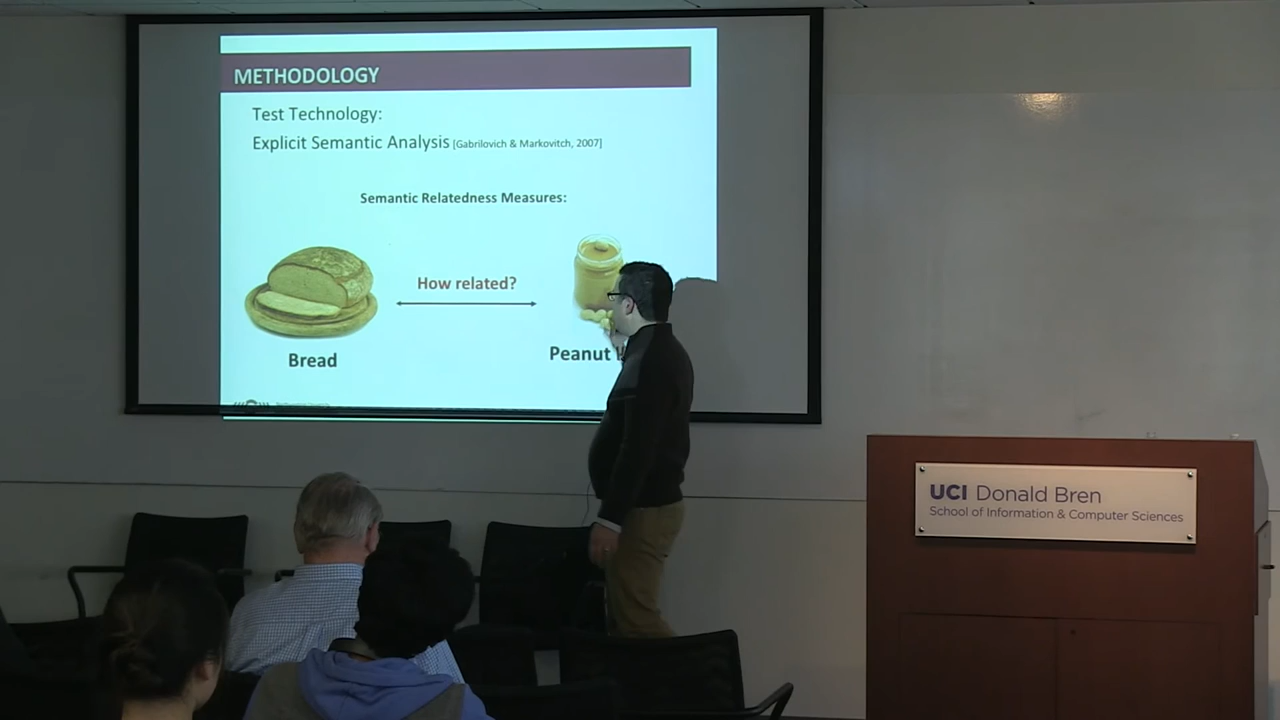 METHODOLOGY
Test Technology:
Explicit Semantic Analysis [Gabrilovich & Markovitch, 2007]
Semantic Relatedness Measures:
How related?
Bread
Peanut
UCI Donald Bren
School of Information & Computer Sciences